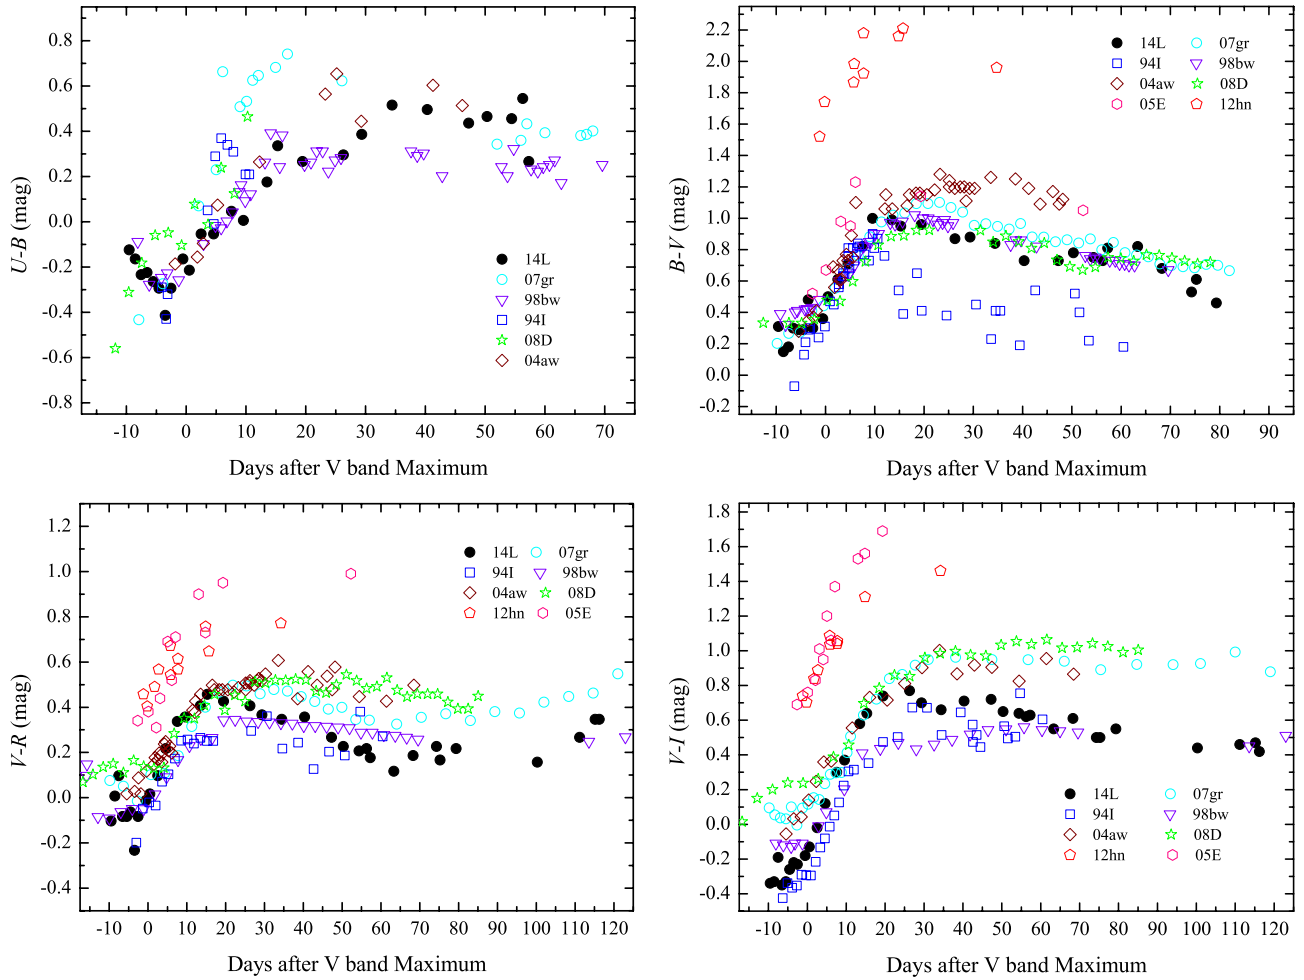 0.8
0.6
0.4
0.2
0.0
-0.2
-0.4
-0.6
-0.8
U-B (mag)
14L
07gr
98bw
94I
08D
04aw
-10 0 10 20 30 40 50 60 70
Days after V band Maximum
2.2
2.0
1.8
1.6
1.4
1.2
1.0
0.8
0.6
0.4
0.2
0.0
-0.2
B-V (mag)
14L 07gr
94I 98bw
04aw 08D
05E 12hn
-10 0 10 20 30 40 50 60 70 80 90
Days after V band Maximum
1.2
1.0
0.8
0.6
0.4
0.2
0.0
-0.2
-0.4
V-R (mag)
14L 07gr
94I 98bw
04aw 08D
12hn 05E
-10 0 10 20 30 40 50 60 70 80 90 100 110 120
Days after V band Maximum
1.8
1.6
1.4
1.2
1.0
0.8
0.6
0.4
0.2
0.0
-0.2
-0.4
V-I (mag)
14L 07gr
94I 98bw
04aw 08D
12hn 05E
-10 0 10 20 30 40 50 60 70 80 90 100 110 120
Days after V band Maximum